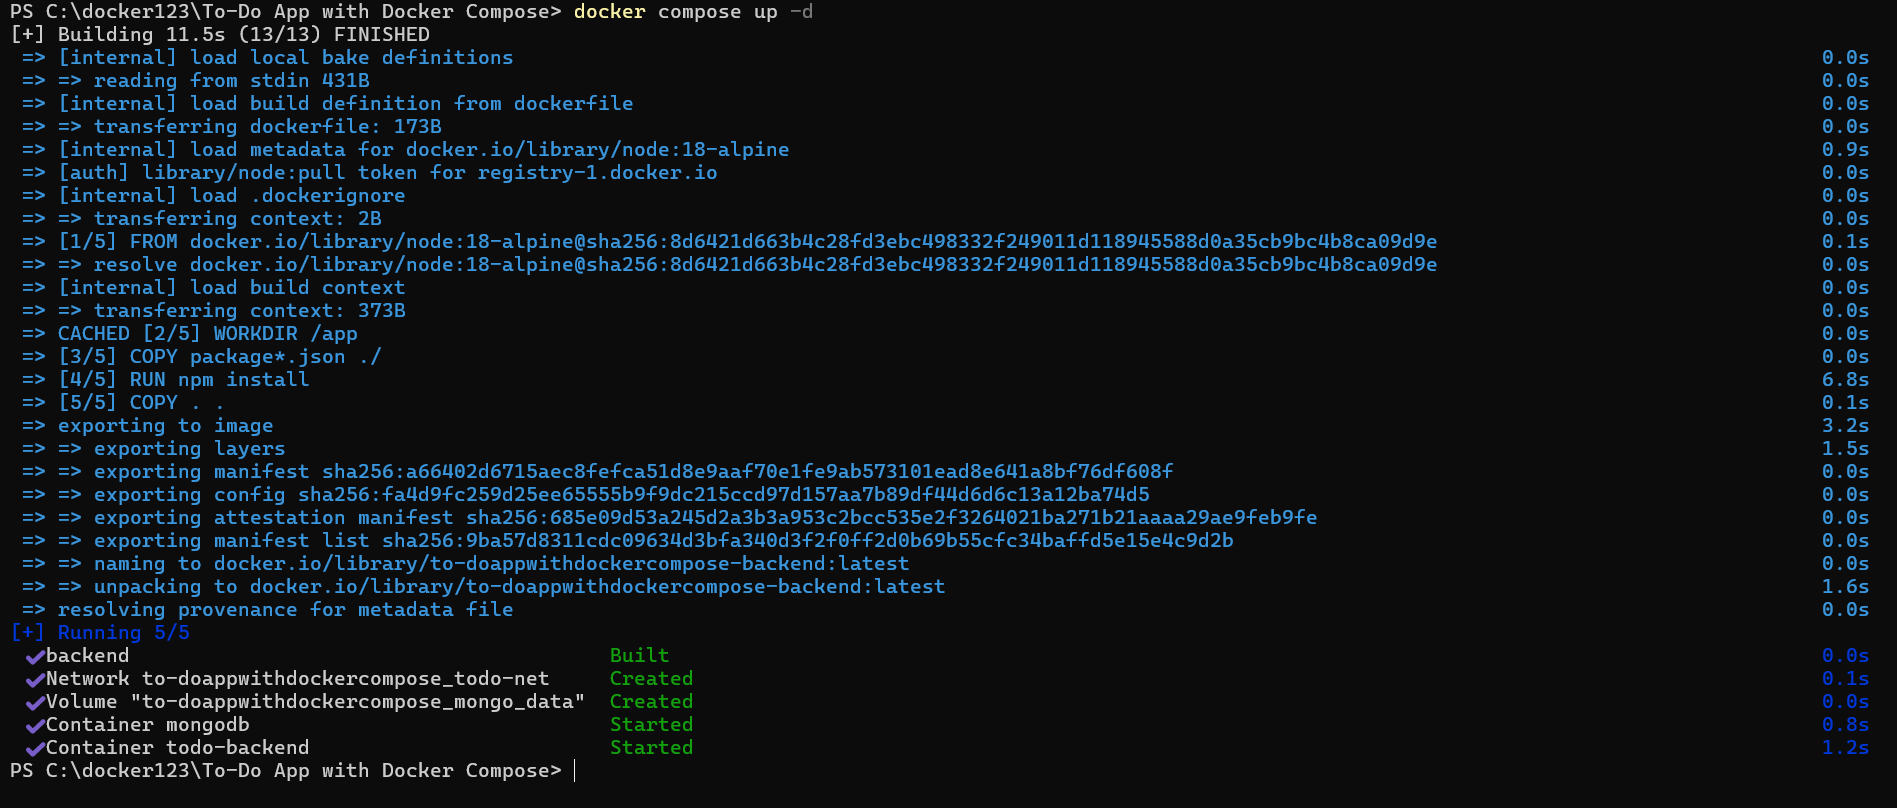 PS C:\docker123\To-Do App with Docker Compose> docker compose up -d
[+] Building 11.5s (13/13) FINISHED
=> [internal] load local bake definitions 0.0s
=> => reading from stdin 431B 0.0s
=> [internal] load build definition from dockerfile 0.0s
=> => transferring dockerfile: 173B 0.0s
=> [internal] load metadata for docker.io/library/node:18-alpine 0.9s
=> [auth] library/node:pull token for registry-1.docker.io 0.0s
=> [internal] load .dockerignore 0.0s
=> => transferring context: 2B 0.0s
=> [1/5] FROM docker.io/library/node:18-alpine@sha256:8d6421d663b4c28fd3ebc498332f249011d118945588d0a35cb9bc4b8ca09d9e 0.1s
=> => resolve docker.io/library/node:18-alpine@sha256:8d6421d663b4c28fd3ebc498332f249011d118945588d0a35cb9bc4b8ca09d9e 0.0s
=> [internal] load build context 0.0s
=> => transferring context: 373B 0.0s
=> CACHED [2/5] WORKDIR /app 0.0s
=> [3/5] COPY package*.json ./ 0.0s
=> [4/5] RUN npm install 6.8s
=> [5/5] COPY . . 0.1s
=> exporting to image 3.2s
=> => exporting layers 1.5s
=> => exporting manifest sha256:a66402d6715aec8fefca51d8e9aaf70e1fe9ab573101ead8e641a8bf76df608f 0.0s
=> => exporting config sha256:fa4d9fc259d25ee65555b9f9dc215ccd97d157aa7b89df44d6d6c13a12ba74d5 0.0s
=> => exporting attestation manifest sha256:685e09d53a245d2a3b3a953c2bcc535e2f3264021ba271b21aaaa29ae9feb9fe 0.0s
=> => exporting manifest list sha256:9ba57d8311cdc09634d3bfa340d3f2f0ff2d0b69b55cfc34baffd5e15e4c9d2b 0.0s
=> => naming to docker.io/library/to-doappwithdockercompose-backend:latest 0.0s
=> => unpacking to docker.io/library/to-doappwithdockercompose-backend:latest 1.6s
=> resolving provenance for metadata file 0.0s
[+] Running 5/5
✔backend Built 0.0s
✔Network to-doappwithdockercompose_todo-net Created 0.1s
✔Volume "to-doappwithdockercompose_mongo_data" Created 0.0s
✔Container mongodb Started 0.8s
✔Container todo-backend Started 1.2s
PS C:\docker123\To-Do App with Docker Compose>